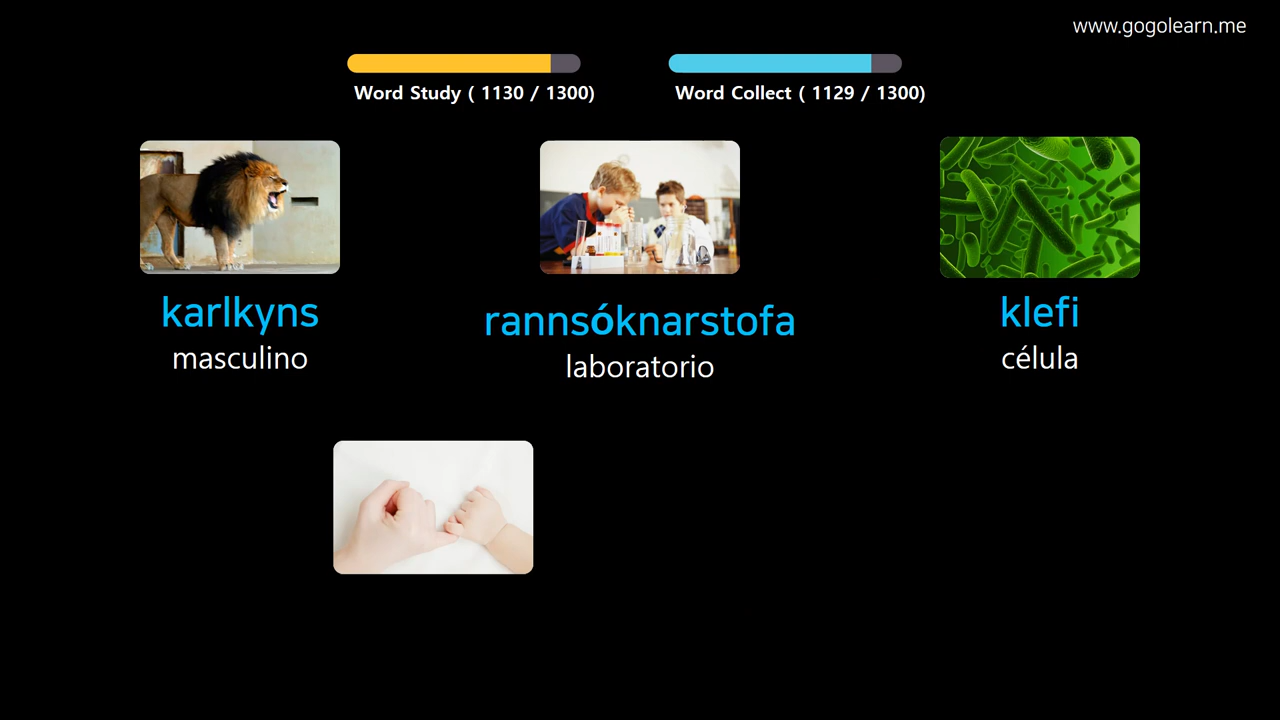 www.gogolearn.me
Word Study ( 1130 / 1300)
Word Collect ( 1129 / 1300)
karlkyns
masculino
rannsóknarstofa
laboratorio
klefi
célula